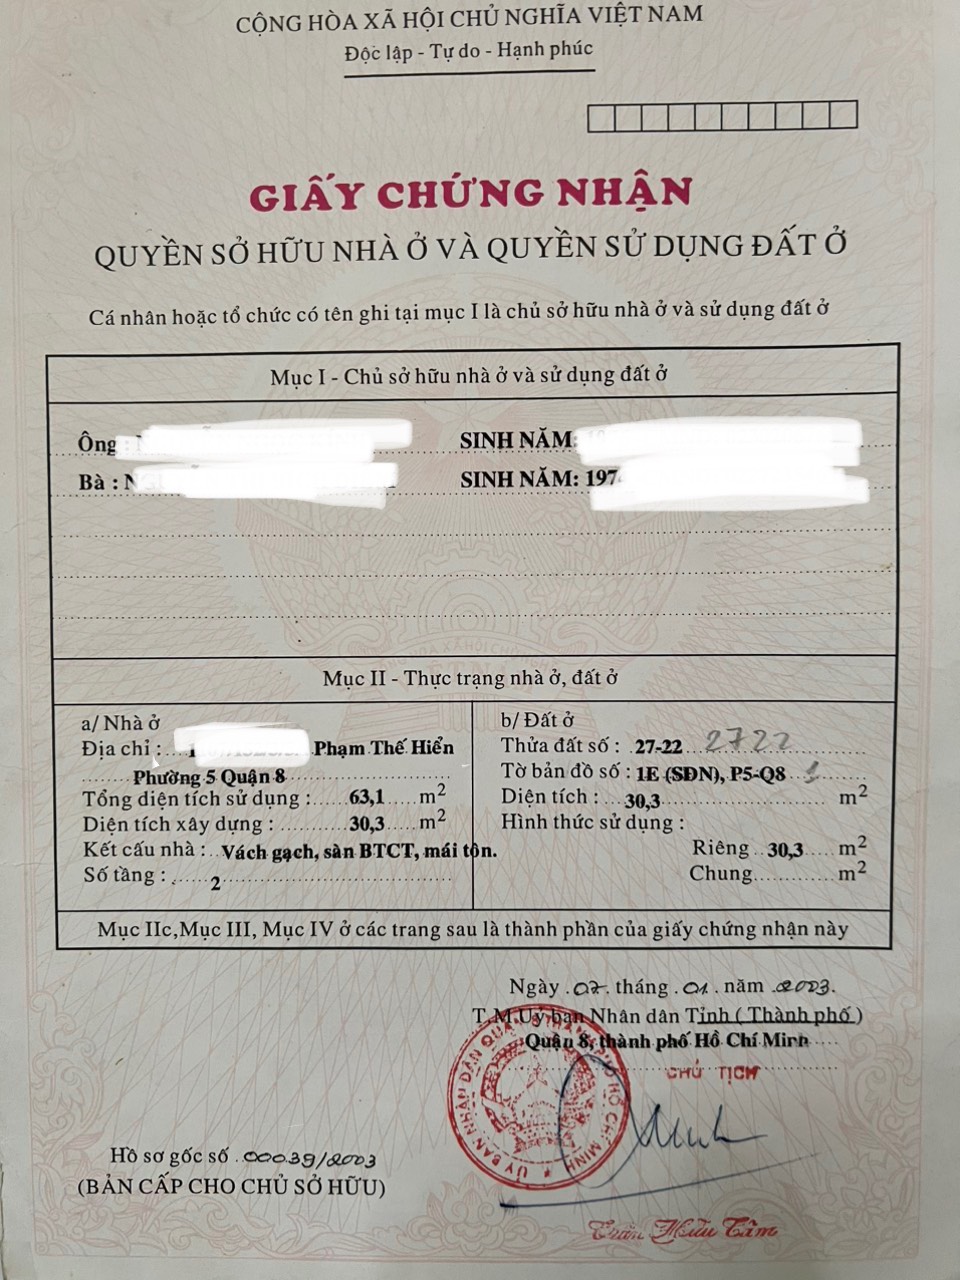 CỘNG HÒA XÃ HỘI CHỦ NGHĨA VIỆT NAM
Độc lập - Tự do - Hạnh phúc
GIẤY CHỨNG NHẬN
QUYỀN SỞ HỮU NHÀ Ở VÀ QUYỀN SỬ DỤNG ĐẤT Ở
Cá nhân hoặc tổ chức có tên ghi tại mục I là chủ sở hữu nhà ở và sử dụng đất ở
Mục I - Chủ sở hữu nhà ở và sử dụng đất ở
Ông : SINH NĂM:
Bà : SINH NĂM: 197
Mục II - Thực trạng nhà ở, đất ở
a/ Nhà ở
Địa chỉ : Phạm Thế Hiển
Phường 5 Quận 8
Tổng diện tích sử dụng : 63,1 m2
Diện tích xây dựng : 30,3 m2
Kết cấu nhà : Vách gạch, sàn BTCT, mái tôn.
Số tầng : 2
b/ Đất ở
Thửa đất số : 27-22 2722
Tờ bản đồ số : 1E (SĐN), P5-Q8 1
Diện tích : 30,3 m2
Hình thức sử dụng :
Riêng 30,3 m2
Chung m2
Mục IIc,Mục III, Mục IV ở các trang sau là thành phần của giấy chứng nhận này
Ngày 07 tháng 01 năm 2003.
T.M.Uỷ ban Nhân dân Tỉnh ( Thành phố )
Quận 8, thành phố Hồ Chí Minh
CHỦ TỊCH
Hồ sơ gốc số 00039/2003
(BẢN CẤP CHO CHỦ SỞ HỮU)
Trần Hữu Tâm